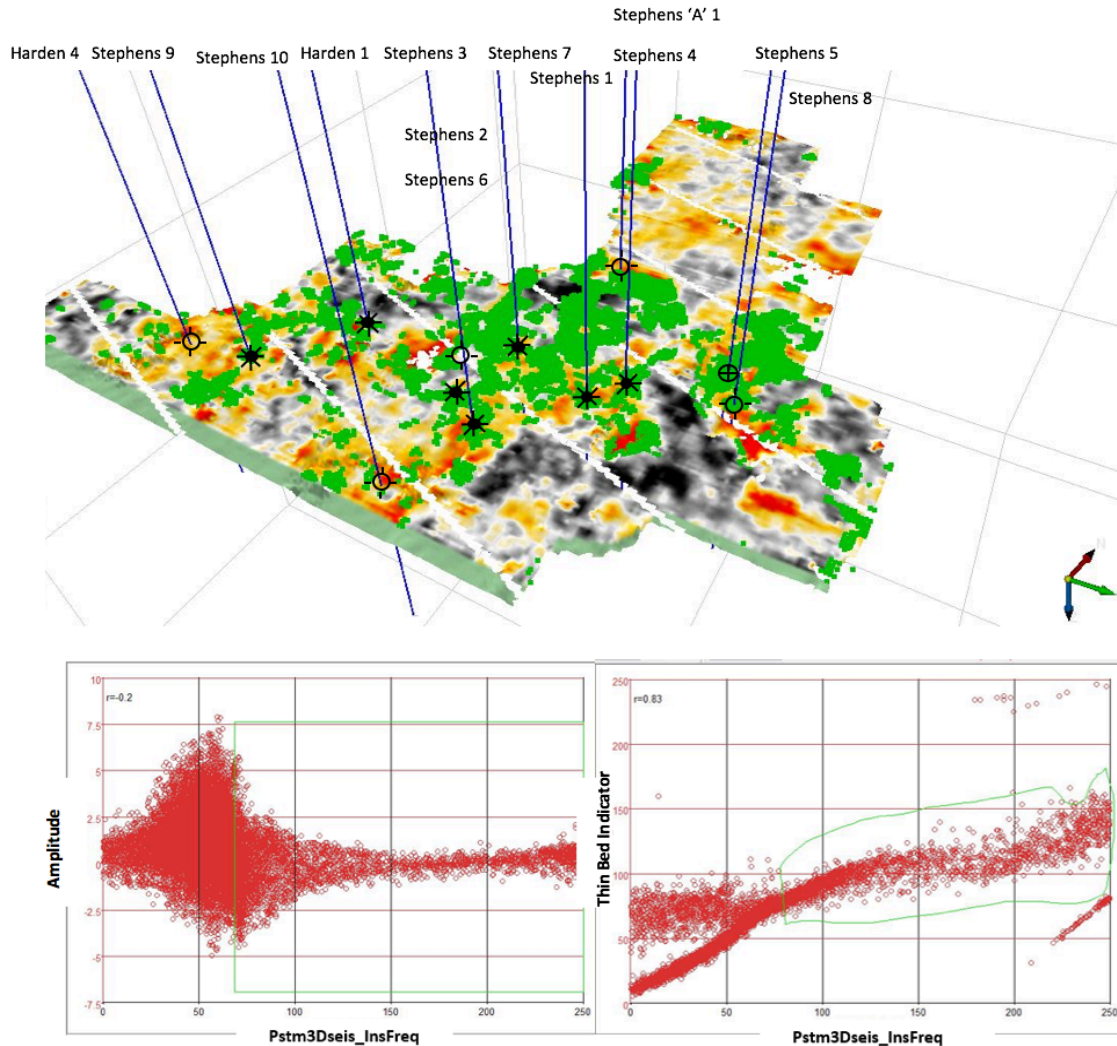 Stephens ‘A’ 1
Harden 4 Stephens 9 Stephens 10 Harden 1 Stephens 3 Stephens 7 Stephens 4 Stephens 5
Stephens 1
Stephens 8
Stephens 2
Stephens 6
N
10
7.5
5
2.5
0
-2.5
-5
-7.5
r=-0.2
Amplitude
0 50 100 150 200 250
Pstm3Dseis_InsFreq
250
200
150
100
50
0
r=0.83
Thin Bed Indicator
0 50 100 150 200 250
Pstm3Dseis_InsFreq